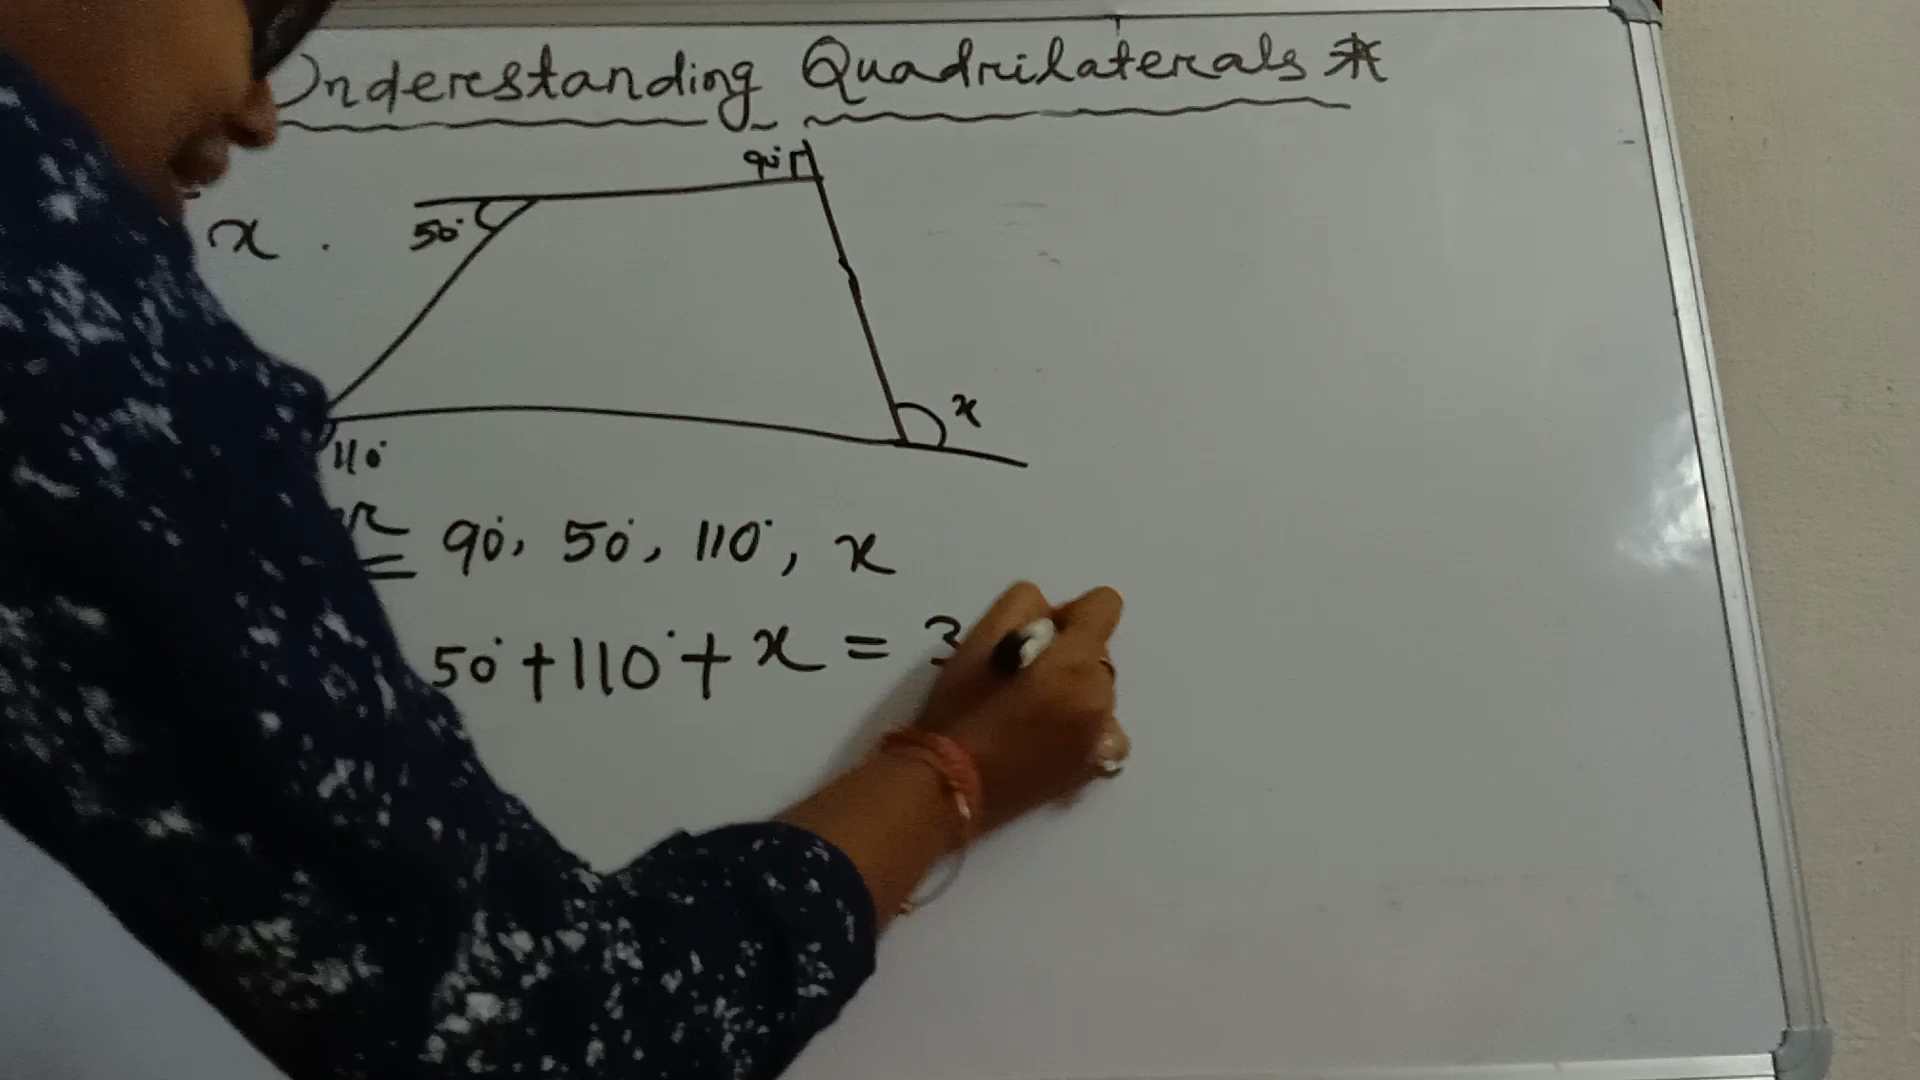 Understanding Quadrilaterals *
90°
x . 50°
x
110°
90°, 50°, 110°, x
50° + 110° + x = 3